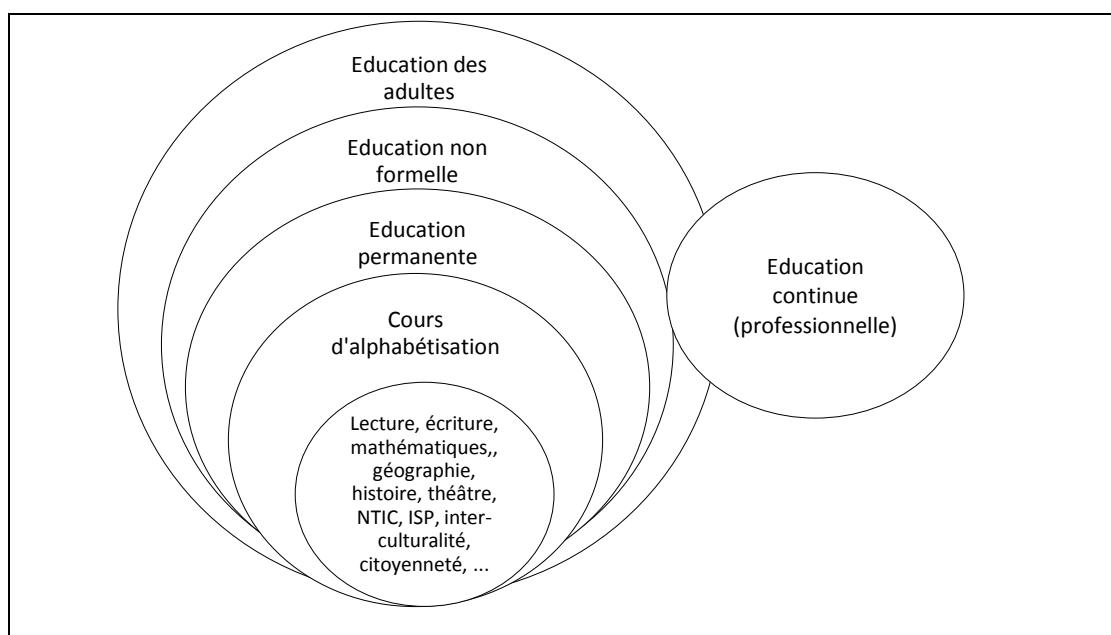 Education des
adultes
Education non
formelle
Education
permanente
Cours
d'alphabétisation
Lecture, écriture,
mathématiques,,
géographie,
histoire, théâtre,
NTIC, ISP, inter-
culturalité,
citoyenneté, ...
Education
continue
(professionnelle)